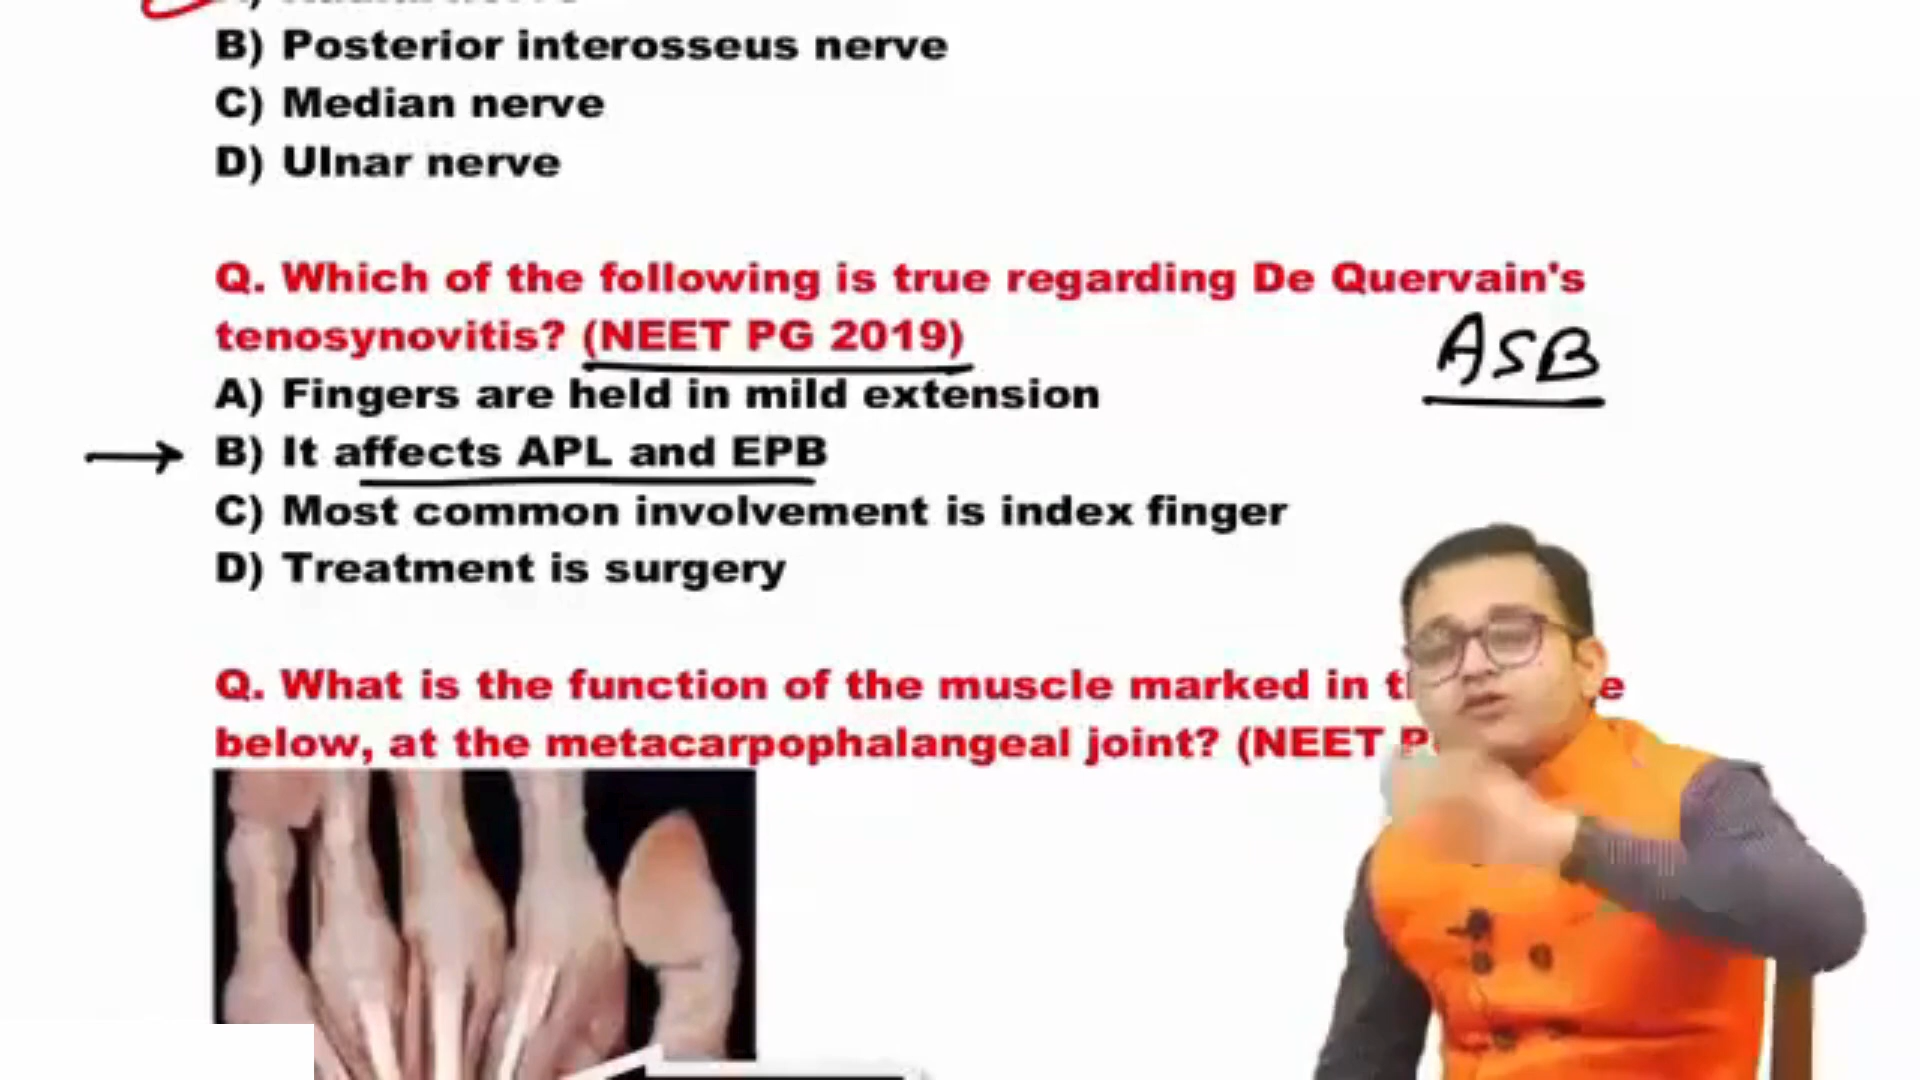 B) Posterior interosseus nerve
C) Median nerve
D) Ulnar nerve
Q. Which of the following is true regarding De Quervain's
tenosynovitis? (NEET PG 2019)
ASB
A) Fingers are held in mild extension
B) It affects APL and EPB
C) Most common involvement is index finger
D) Treatment is surgery
Q. What is the function of the muscle marked in
below, at the metacarpophalangeal joint? (NEET